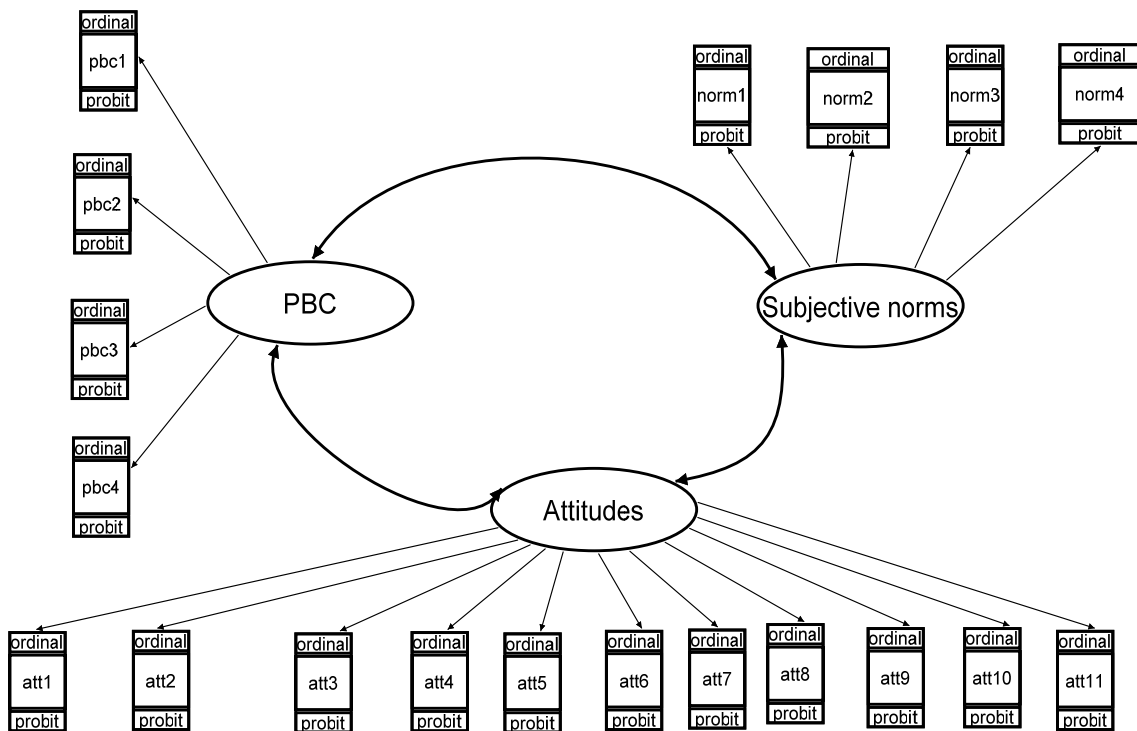 ordinal
pbc1
probit
ordinal
norm1
probit
ordinal
norm2
probit
ordinal
norm3
probit
ordinal
norm4
probit
ordinal
pbc2
probit
PBC
Subjective norms
ordinal
pbc3
probit
ordinal
pbc4
probit
Attitudes
ordinal
att1
probit
ordinal
att2
probit
ordinal
att3
probit
ordinal
att4
probit
ordinal
att5
probit
ordinal
att6
probit
ordinal
att7
probit
ordinal
att8
probit
ordinal
att9
probit
ordinal
att10
probit
ordinal
att11
probit